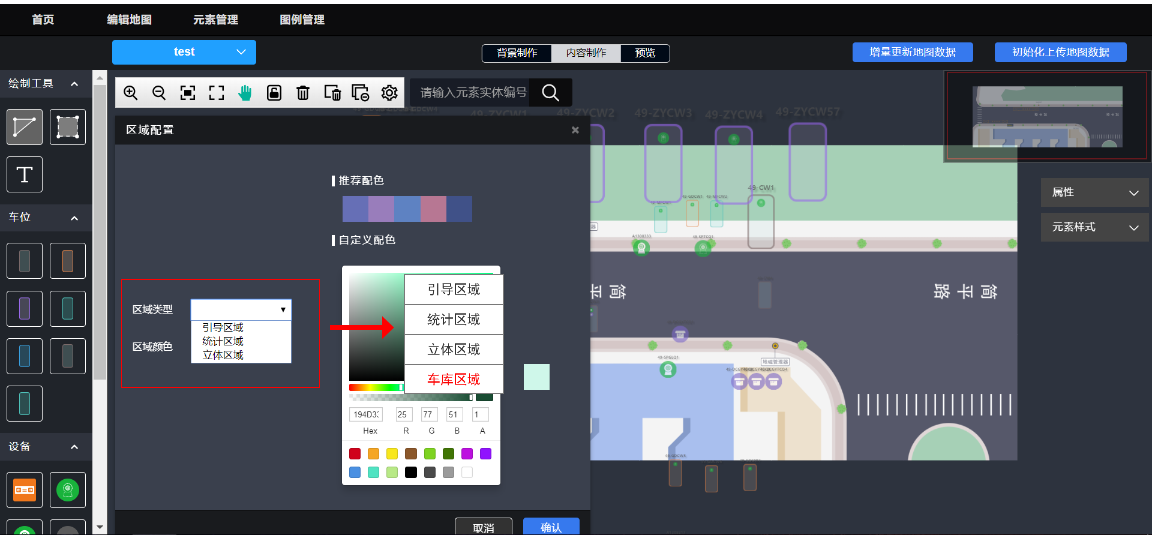 首页 编辑地图 元素管理 图例管理
test
背景制作 内容制作 预览
增量更新地图数据 初始化上传地图数据
绘制工具
请输入元素实体编号
49-ZYCW1 49-ZYCW2 49-ZYCW3 49-ZYCW4 49-ZYCW57
区域配置 ×
T
推荐配色
49-CW1
属性
元素样式
车位
自定义配色
区域类型
引导区域
统计区域
立体区域
区域颜色
引导区域
统计区域
立体区域
车库区域
简平路
简平
194D33 25 77 51 1
Hex R G B A
设备
取消 确认